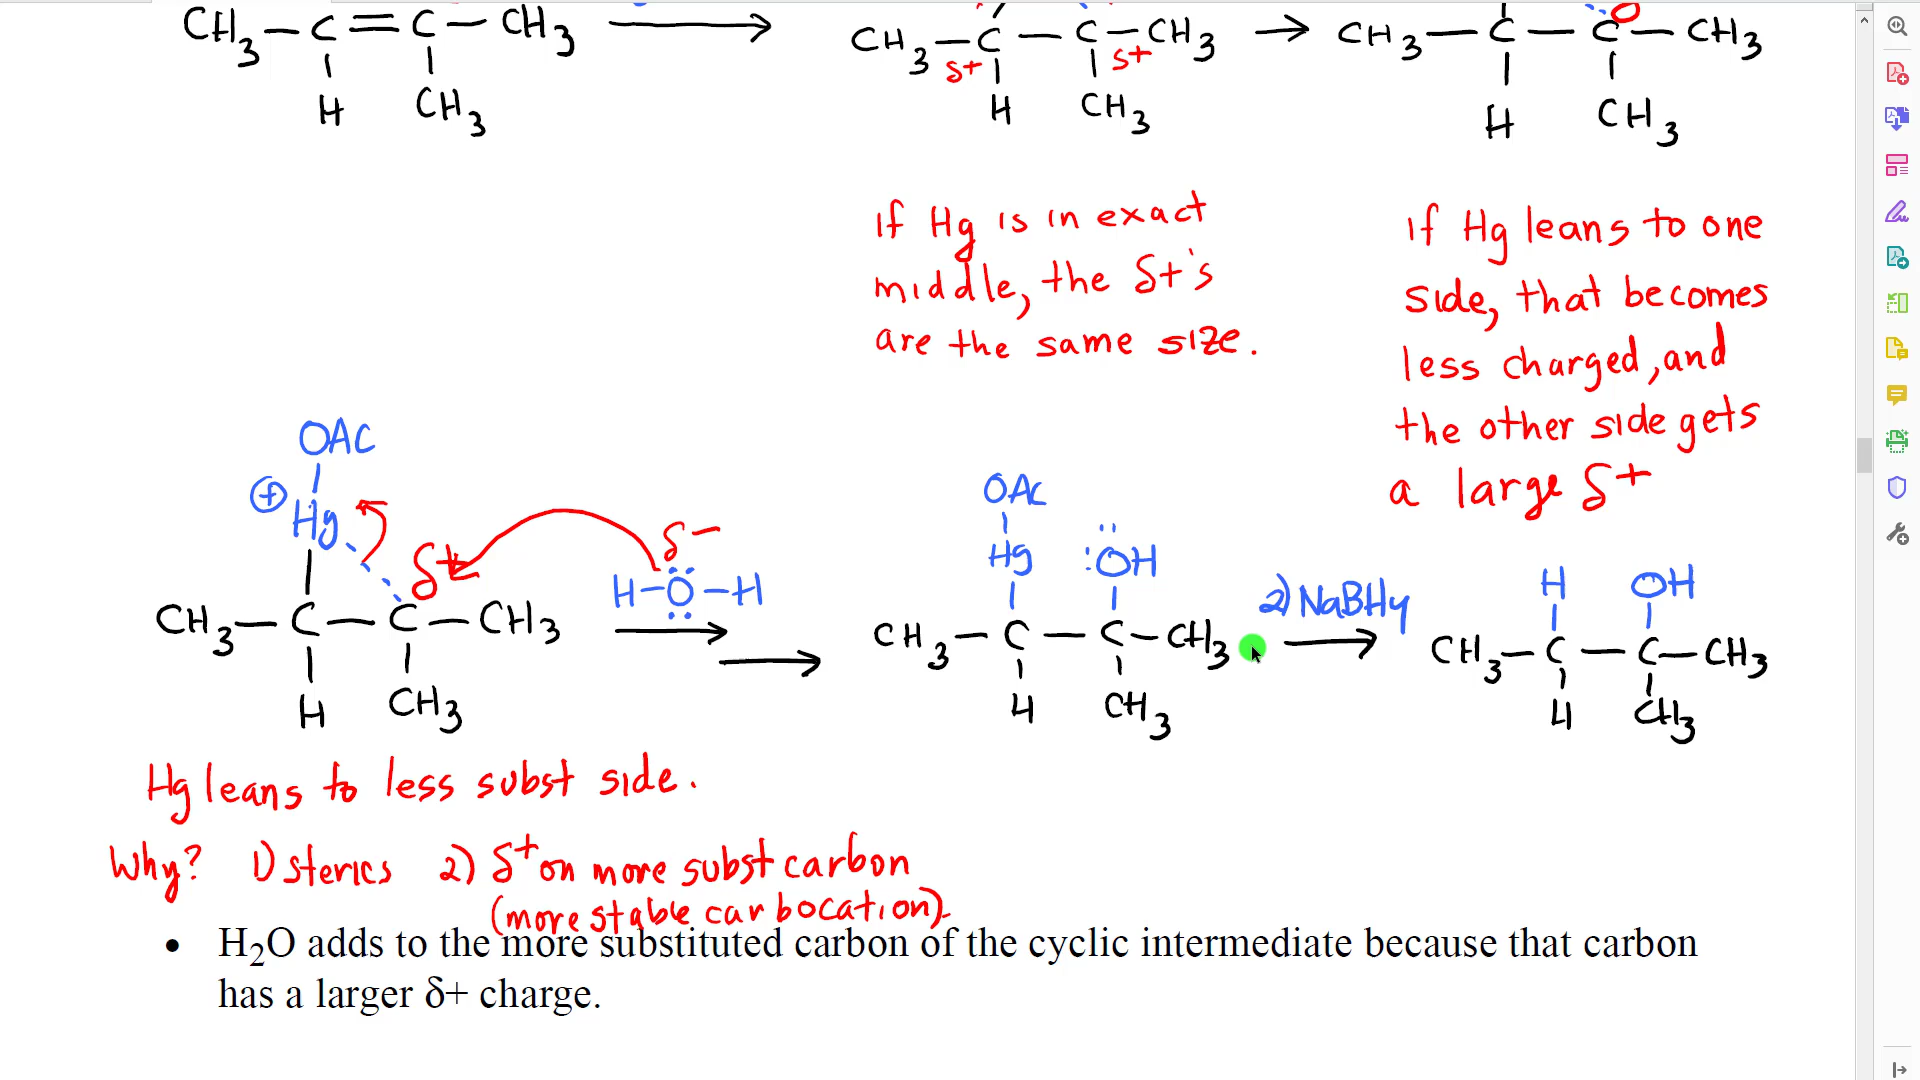 CH3 — C = C — CH3
CH3 — C — C — CH3
CH3 — C — C — CH3
δ+ δ+
H CH3
H CH3
H CH3
if Hg is in exact
middle, the δ+'s
are the same size.
if Hg leans to one
side, that becomes
less charged, and
the other side gets
a large δ+
OAC
⊕
Hg
δ+
δ−
H–O–H
CH3 — C — C — CH3
H CH3
OAc
Hg :OH
CH3 — C — C — CH3
H CH3
2) NaBH4
H OH
CH3 — C — C — CH3
H CH3
Hg leans to less subst side.
Why? 1) sterics 2) δ+ on more subst carbon
(more stable carbocation).
• H2O adds to the more substituted carbon of the cyclic intermediate because that carbon
has a larger δ+ charge.